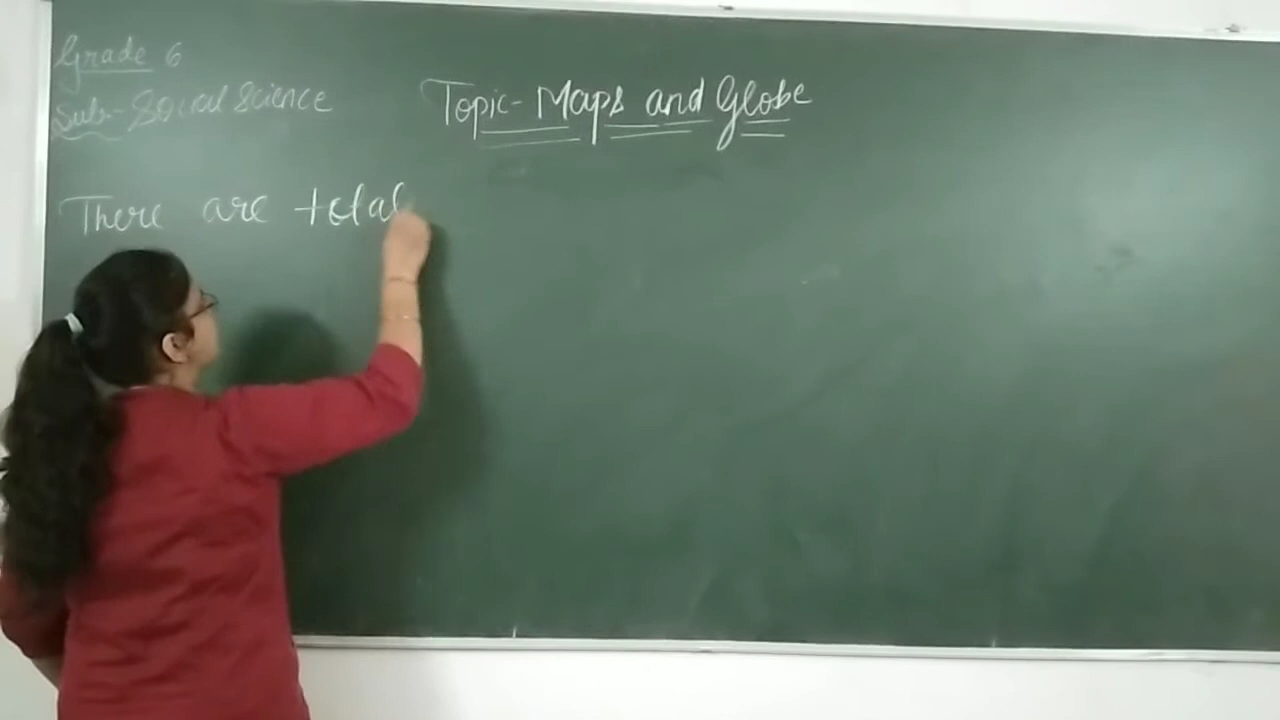 Grade 6
Sub:- Social Science
Topic- Maps and Globe
There are total